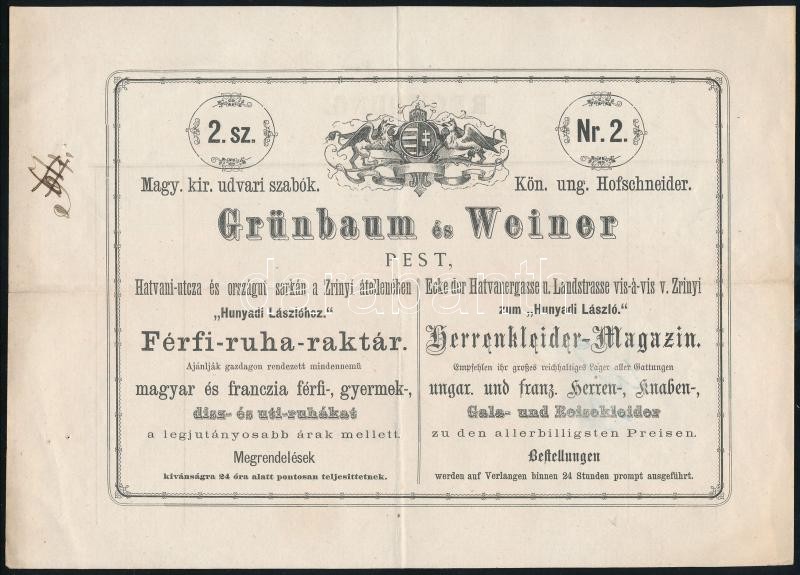 2. sz.
Nr. 2.
Magy. kir. udvari szabók.
Kön. ung. Hofschneider.
Grünbaum és Weiner
PEST,
Hatvani-utcza és országut sarkán a Zrinyi átellenében
„Hunyadi Lászlóhoz.”
Férfi-ruha-raktár.
Ajánlják gazdagon rendezett mindennemű
magyar és franczia férfi-, gyermek-,
disz- és uti-ruhákat
a legjutányosabb árak mellett.
Megrendelések
kivánságra 24 óra alatt pontosan teljesittetnek.
Ecke der Hatvanergasse u. Landstrasse vis-à-vis v. Zrinyi
zum „Hunyadi László.”
Herrenkleider-Magazin.
Empfehlen ihr großes reichhaltiges Lager aller Gattungen
ungar. und franz. Herren-, Knaben-,
Gala- und Reisekleider
zu den allerbilligsten Preisen.
Bestellungen
werden auf Verlangen binnen 24 Stunden prompt ausgeführt.
darabanth